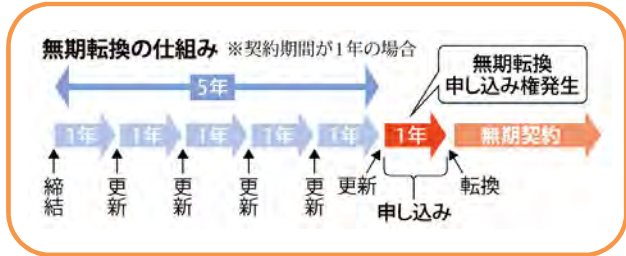 無期転換の仕組み ※契約期間が1年の場合
無期転換
申し込み権発生
5年
1年 1年 1年 1年 1年 1年 無期契約
締結 更新 更新 更新 更新 更新 転換
申し込み